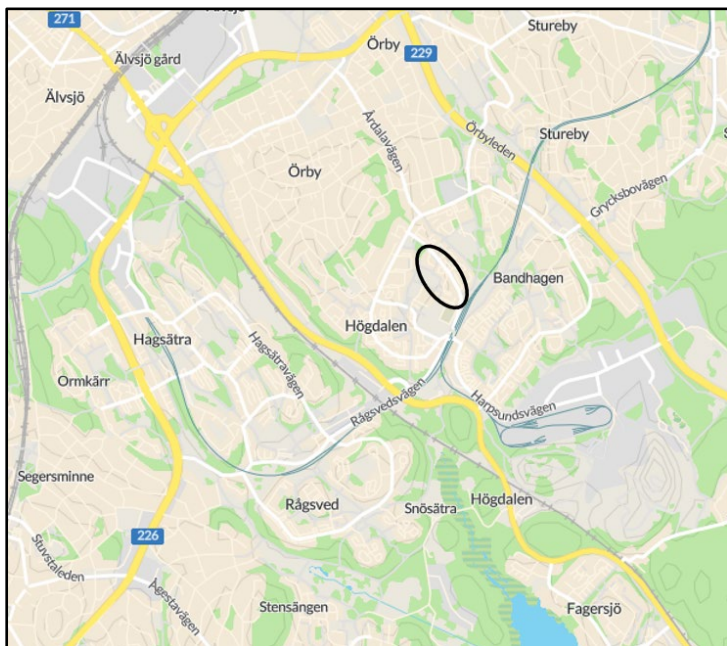 271
Älvsjö gård
Älvsjö
Örby
229
Stureby
Årdalavägen
Örbyleden
Stureby
Örby
Grycksbovägen
Bandhagen
Högdalen
Hagsätra
Hagsätravägen
Ormkärr
Rågsvedsvägen
Harpsundsvägen
Segersminne
Rågsved
Snösätra
Högdalen
226
Stuvstaleden
Ågestavägen
Stensängen
Fagersjö